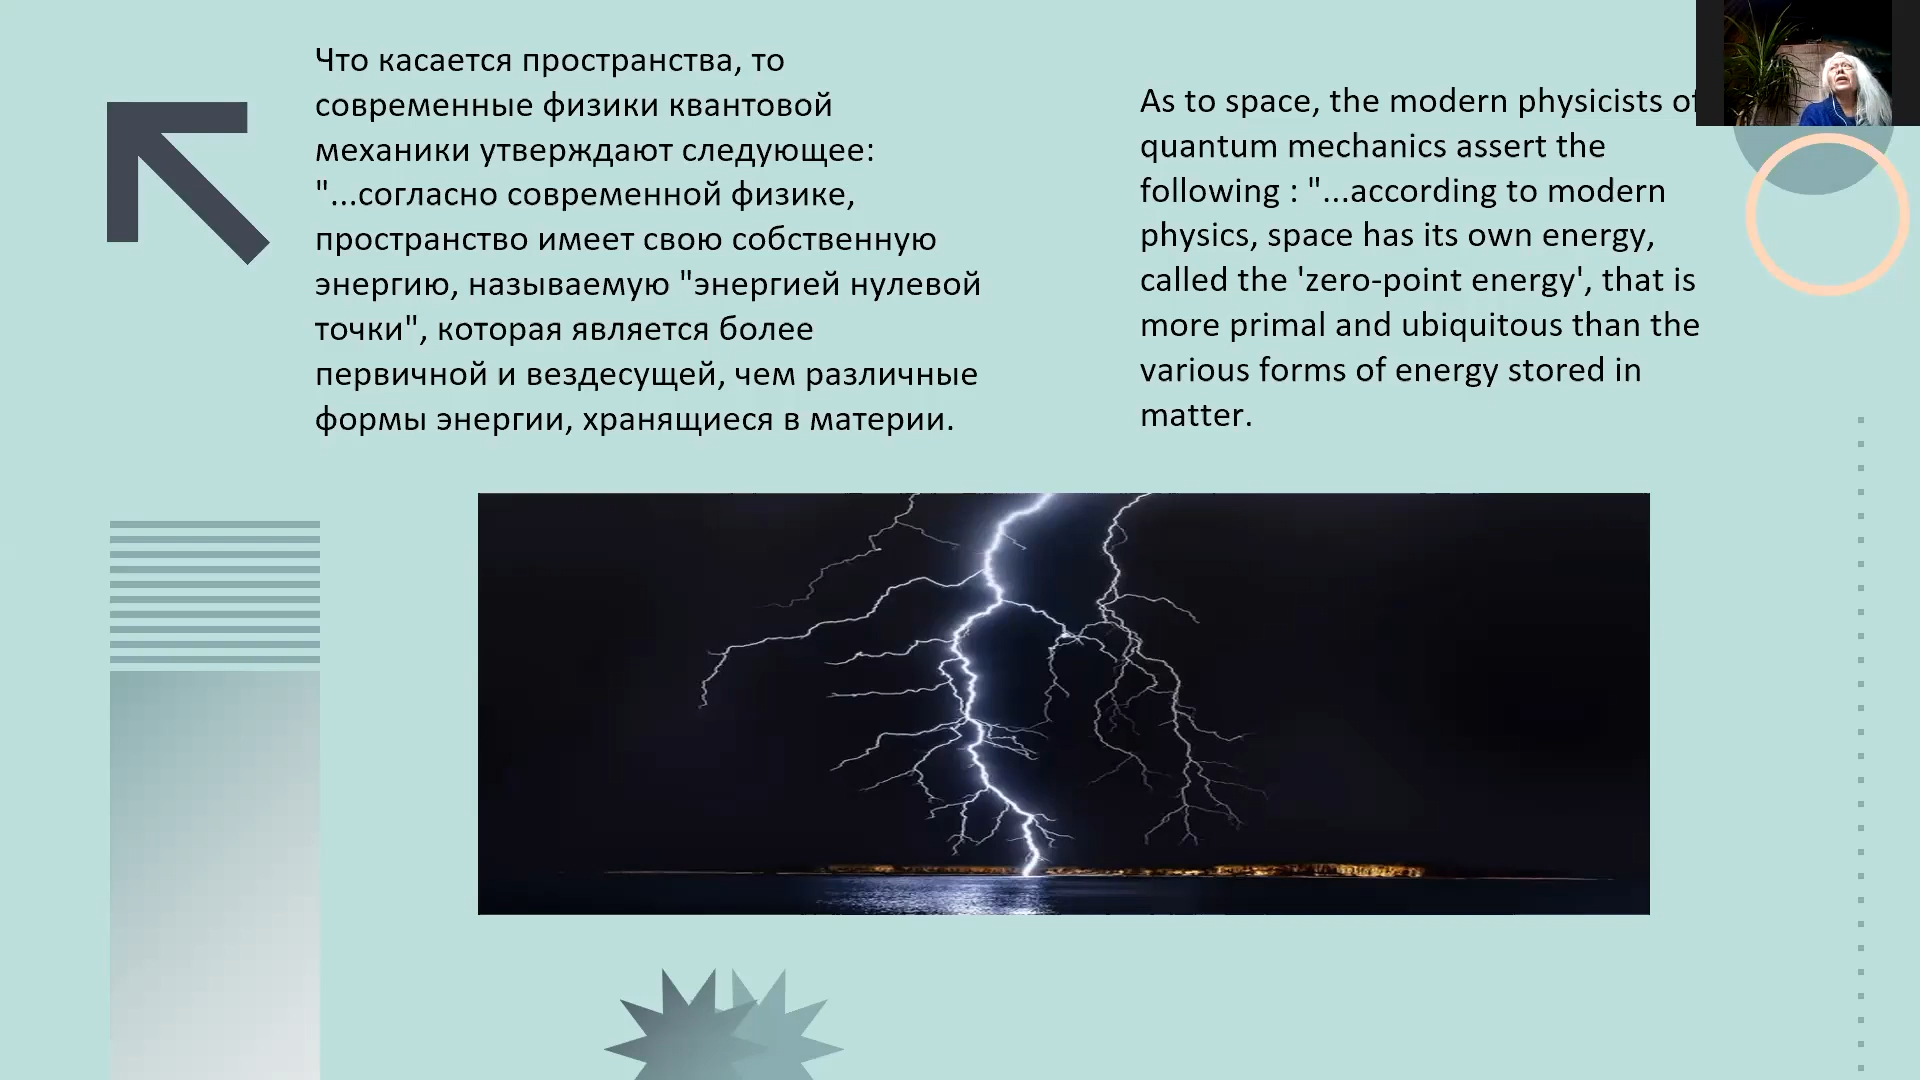 Что касается пространства, то
современные физики квантовой
механики утверждают следующее:
"...согласно современной физике,
пространство имеет свою собственную
энергию, называемую "энергией нулевой
точки", которая является более
первичной и вездесущей, чем различные
формы энергии, хранящиеся в материи.
As to space, the modern physicists of
quantum mechanics assert the
following : "...according to modern
physics, space has its own energy,
called the 'zero-point energy', that is
more primal and ubiquitous than the
various forms of energy stored in
matter.